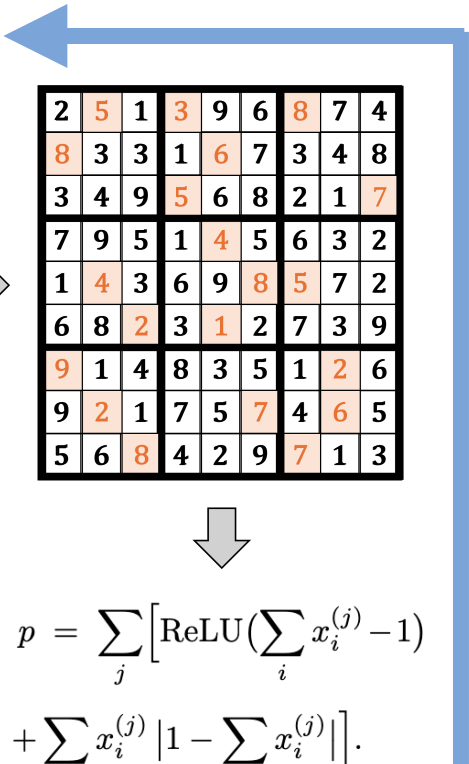 2 5 1 3 9 6 8 7 4
8 3 3 1 6 7 3 4 8
3 4 9 5 6 8 2 1 7
7 9 5 1 4 5 6 3 2
1 4 3 6 9 8 5 7 2
6 8 2 3 1 2 7 3 9
9 1 4 8 3 5 1 2 6
9 2 1 7 5 7 4 6 5
5 6 8 4 2 9 7 1 3
p = ∑_j [ReLU(∑_i x_i^{(j)} − 1)
+ ∑ x_i^{(j)} |1 − ∑ x_i^{(j)}|].